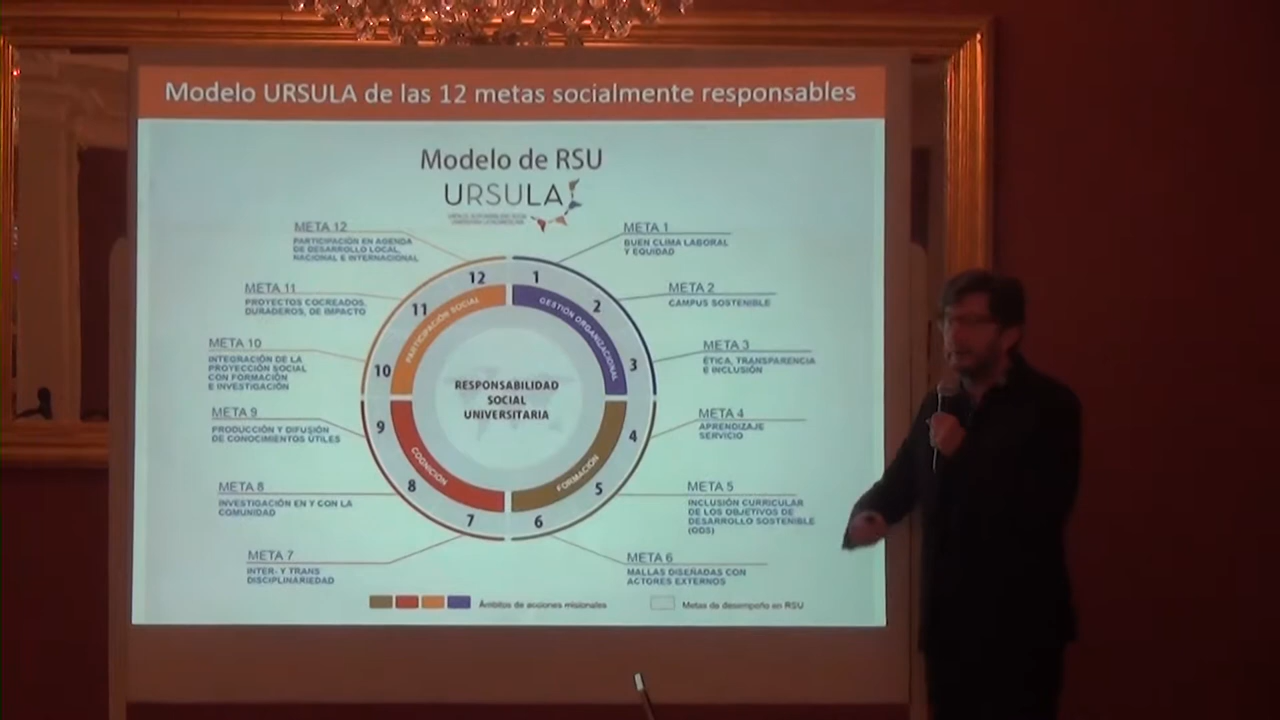 Modelo URSULA de las 12 metas socialmente responsables
Modelo de RSU
URSULA
META 12
PARTICIPACIÓN EN AGENDA
DE DESARROLLO LOCAL,
NACIONAL E INTERNACIONAL
META 11
PROYECTOS COCREADOS,
DURADEROS, DE IMPACTO
META 10
INTEGRACIÓN DE LA
PROYECCIÓN SOCIAL
CON FORMACIÓN
E INVESTIGACIÓN
META 9
PRODUCCIÓN Y DIFUSIÓN
DE CONOCIMIENTOS ÚTILES
META 8
INVESTIGACIÓN EN Y CON LA
COMUNIDAD
META 7
INTER- Y TRANS
DISCIPLINARIEDAD
META 1
BUEN CLIMA LABORAL
Y EQUIDAD
META 2
CAMPUS SOSTENIBLE
META 3
ÉTICA, TRANSPARENCIA
E INCLUSIÓN
META 4
APRENDIZAJE
SERVICIO
META 5
INCLUSIÓN CURRICULAR
DE LOS OBJETIVOS DE
DESARROLLO SOSTENIBLE
(ODS)
META 6
MALLAS DISEÑADAS CON
ACTORES EXTERNOS
12
11
10
9
8
7
1
2
3
4
5
6
PARTICIPACIÓN SOCIAL
GESTIÓN ORGANIZACIONAL
COGNICIÓN
FORMACIÓN
RESPONSABILIDAD
SOCIAL
UNIVERSITARIA
Ámbitos de acciones misionales
Metas de desempeño en RSU